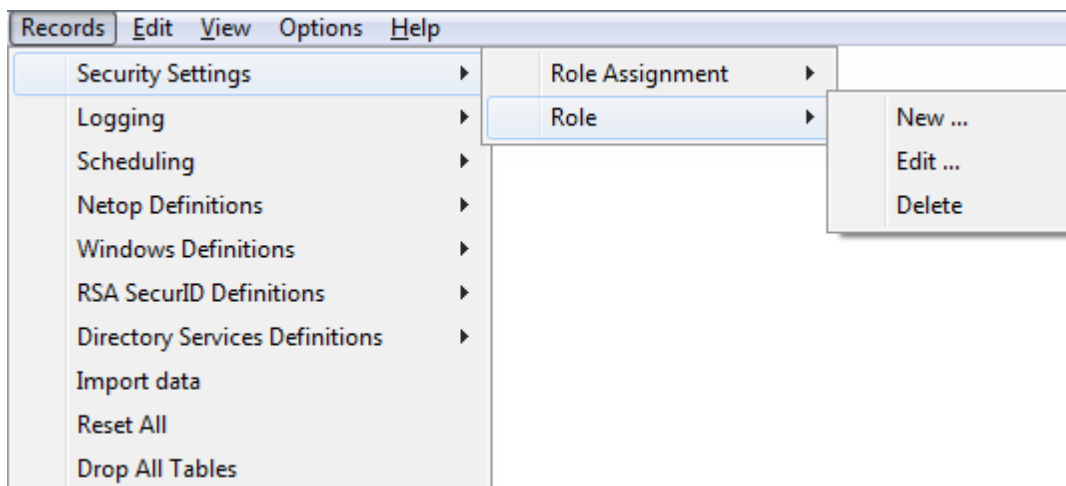 Records Edit View Options Help
Security Settings
Logging
Scheduling
Netop Definitions
Windows Definitions
RSA SecurID Definitions
Directory Services Definitions
Import data
Reset All
Drop All Tables
Role Assignment
Role
New ...
Edit ...
Delete